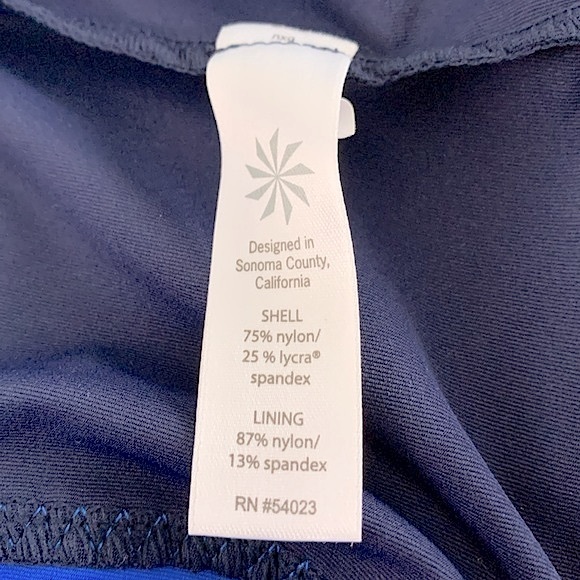 Designed in
Sonoma County,
California
SHELL
75% nylon/
25 % lycra®
spandex
LINING
87% nylon/
13% spandex
RN #54023